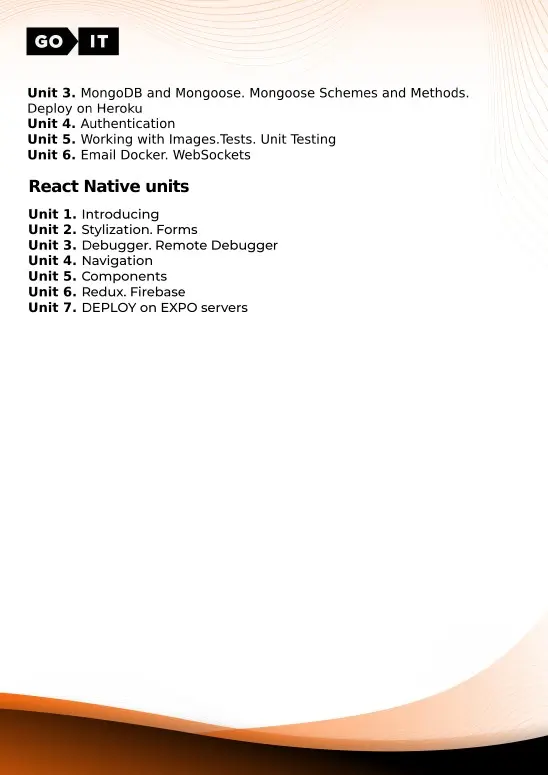 GO IT
Unit 3. MongoDB and Mongoose. Mongoose Schemes and Methods.
Deploy on Heroku
Unit 4. Authentication
Unit 5. Working with Images.Tests. Unit Testing
Unit 6. Email Docker. WebSockets
React Native units
Unit 1. Introducing
Unit 2. Stylization. Forms
Unit 3. Debugger. Remote Debugger
Unit 4. Navigation
Unit 5. Components
Unit 6. Redux. Firebase
Unit 7. DEPLOY on EXPO servers